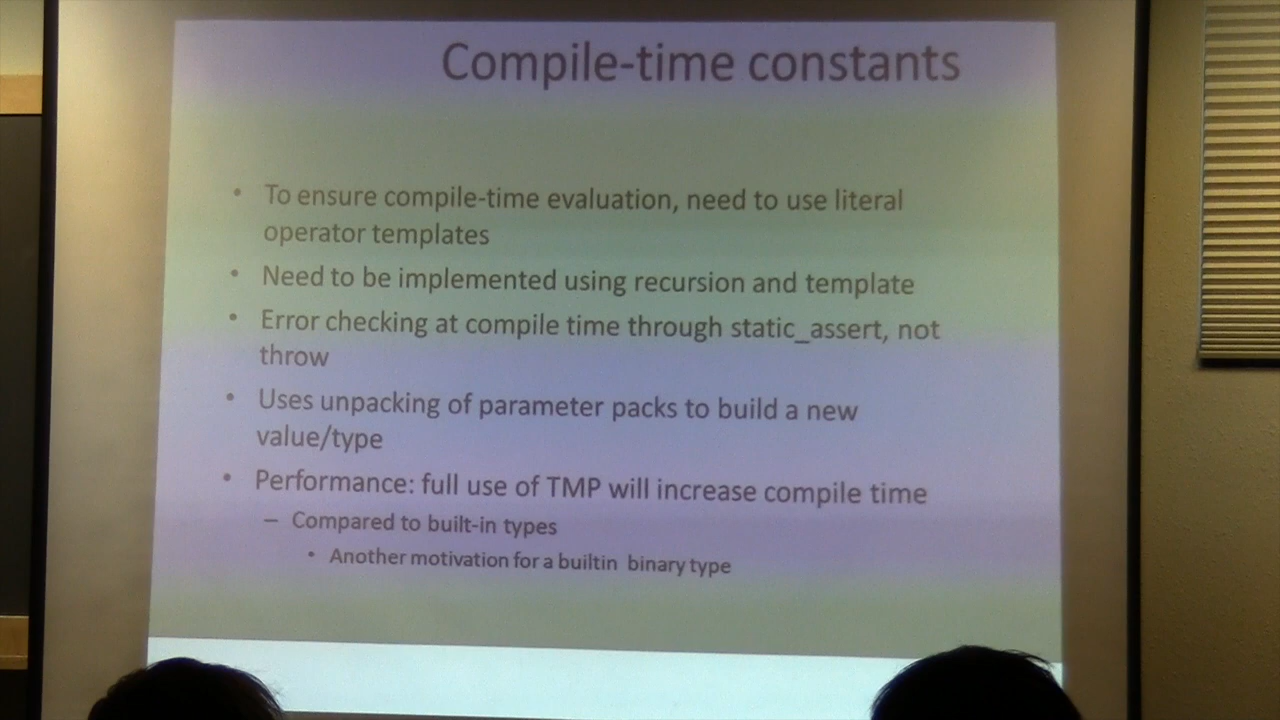 Compile-time constants
• To ensure compile-time evaluation, need to use literal
operator templates
• Need to be implemented using recursion and template
• Error checking at compile time through static_assert, not
throw
• Uses unpacking of parameter packs to build a new
value/type
• Performance: full use of TMP will increase compile time
– Compared to built-in types
• Another motivation for a builtin binary type